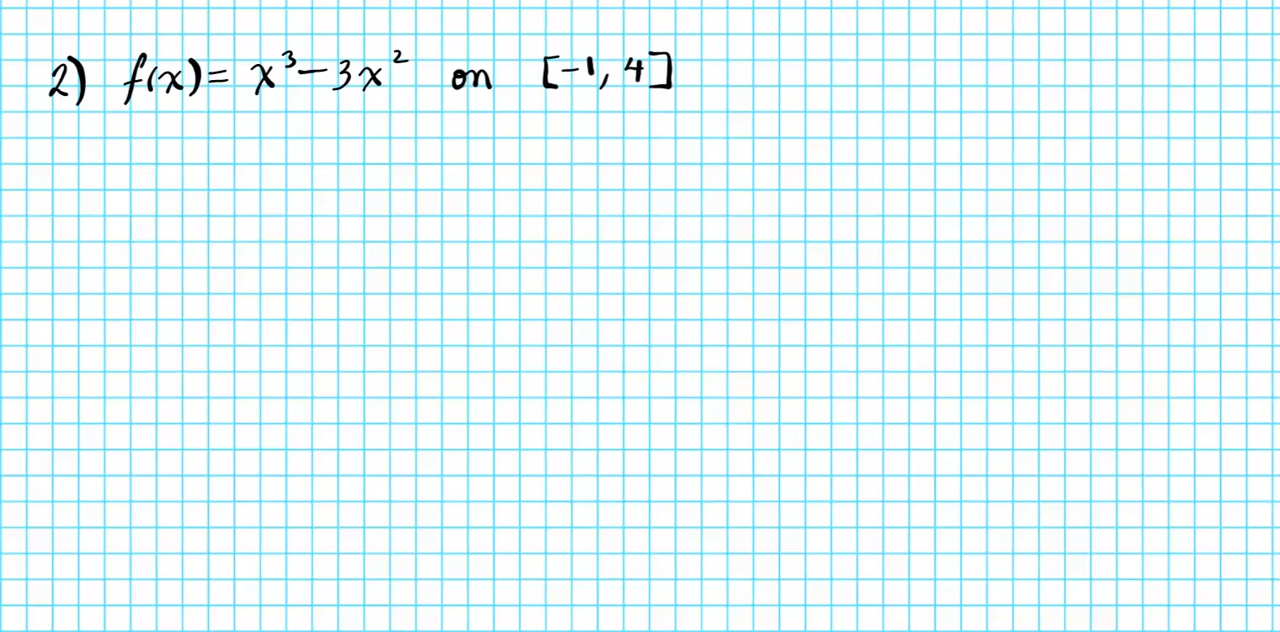 2) f(x) = x³ - 3x² on [-1, 4]